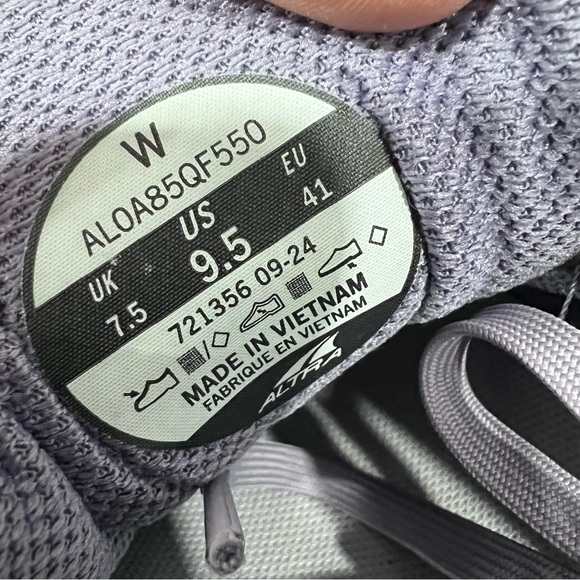 W
AL0A85QF550
UK US EU
7.5 9.5 41
721356 09-24
MADE IN VIETNAM
FABRIQUE EN VIETNAM
ALTRA